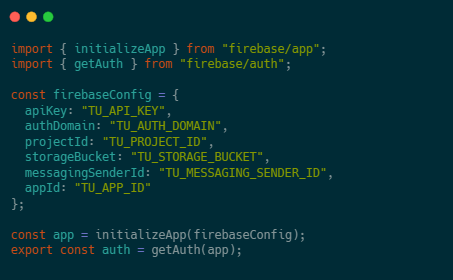 import { initializeApp } from "firebase/app";
import { getAuth } from "firebase/auth";

const firebaseConfig = {
  apiKey: "TU_API_KEY",
  authDomain: "TU_AUTH_DOMAIN",
  projectId: "TU_PROJECT_ID",
  storageBucket: "TU_STORAGE_BUCKET",
  messagingSenderId: "TU_MESSAGING_SENDER_ID",
  appId: "TU_APP_ID"
};

const app = initializeApp(firebaseConfig);
export const auth = getAuth(app);